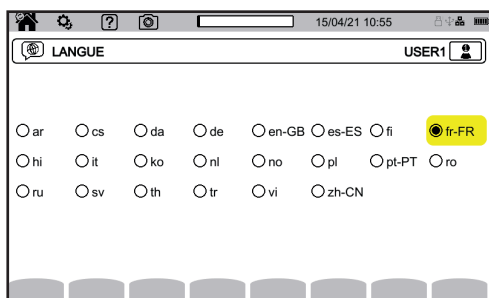 ? 15/04/21 10:55
LANGUE USER1
ar cs da de en-GB es-ES fi fr-FR
hi it ko nl no pl pt-PT ro
ru sv th tr vi zh-CN